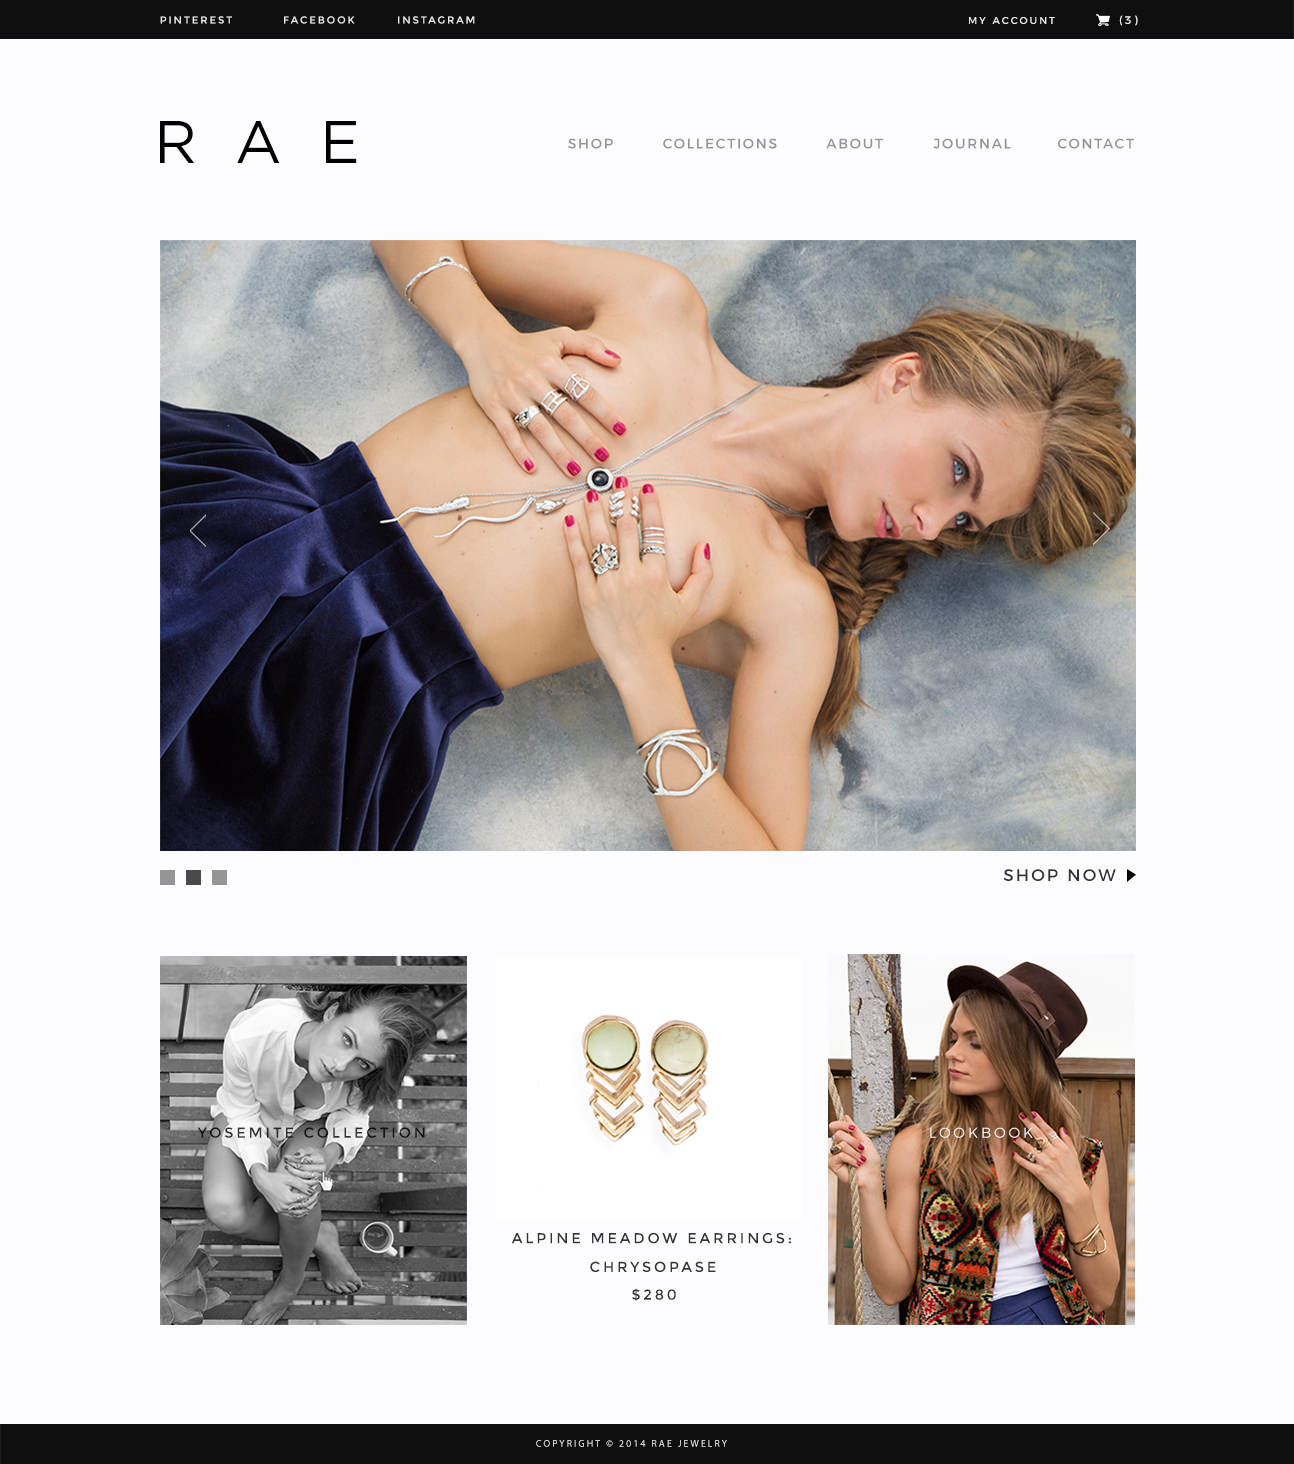 PINTEREST FACEBOOK INSTAGRAM MY ACCOUNT (3)
RAE
SHOP COLLECTIONS ABOUT JOURNAL CONTACT
SHOP NOW
YOSEMITE COLLECTION
LOOKBOOK
ALPINE MEADOW EARRINGS:
CHRYSOPASE
$280
COPYRIGHT © 2014 RAE JEWELRY